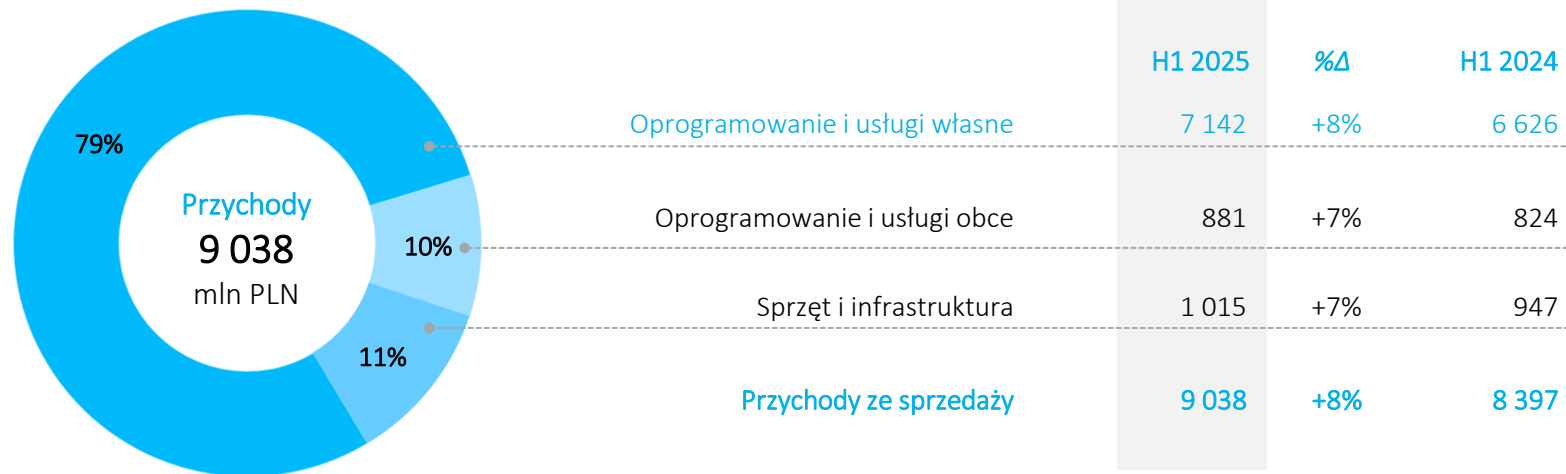 79%
10%
11%
Przychody
9 038
mln PLN
H1 2025 %Δ H1 2024
Oprogramowanie i usługi własne 7 142 +8% 6 626
Oprogramowanie i usługi obce 881 +7% 824
Sprzęt i infrastruktura 1 015 +7% 947
Przychody ze sprzedaży 9 038 +8% 8 397